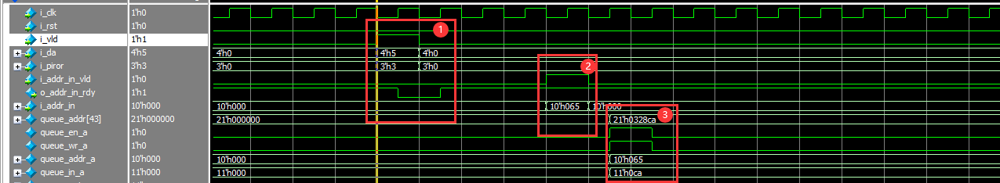 i_clk 1'h0
i_rst 1'h0
i_vld 1'h1 1
i_da 4'h5 4'h0 4'h5 4'h0
i_piror 3'h3 3'h0 3'h3 3'h0 2
i_addr_in_vld 1'h0
o_addr_in_rdy 1'h1
i_addr_in 10'h000 10'h000 10'h065 10'h000
queue_addr[43] 21'h000000 21'h000000 21'h0328ca 3
queue_en_a 1'h0
queue_wr_a 1'h0
queue_addr_a 10'h000 10'h000 10'h065
queue_in_a 11'h000 11'h000 11'h0ca